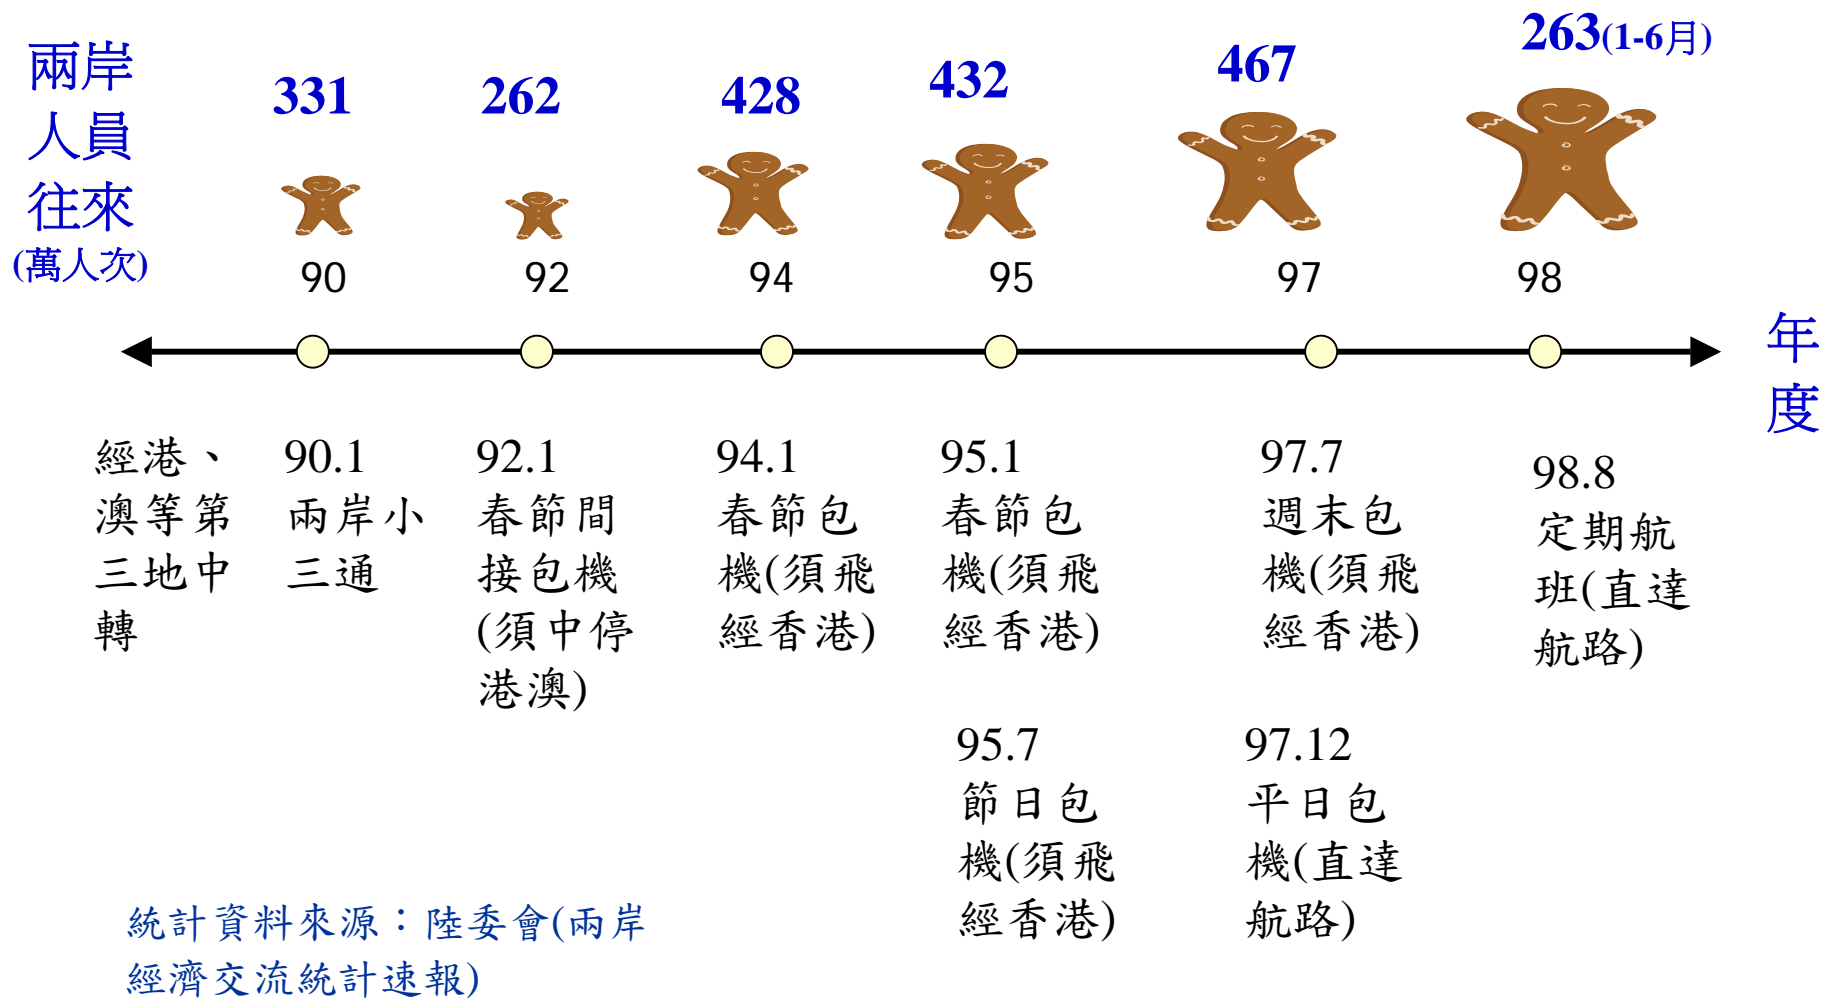 兩岸
人員
往來
(萬人次)
331
262
428
432
467
263(1-6月)
90
92
94
95
97
98
年
度
經港、
澳等第
三地中
轉
90.1
兩岸小
三通
92.1
春節間
接包機
(須中停
港澳)
94.1
春節包
機(須飛
經香港)
95.1
春節包
機(須飛
經香港)
97.7
週末包
機(須飛
經香港)
98.8
定期航
班(直達
航路)
95.7
節日包
機(須飛
經香港)
97.12
平日包
機(直達
航路)
統計資料來源：陸委會(兩岸
經濟交流統計速報)